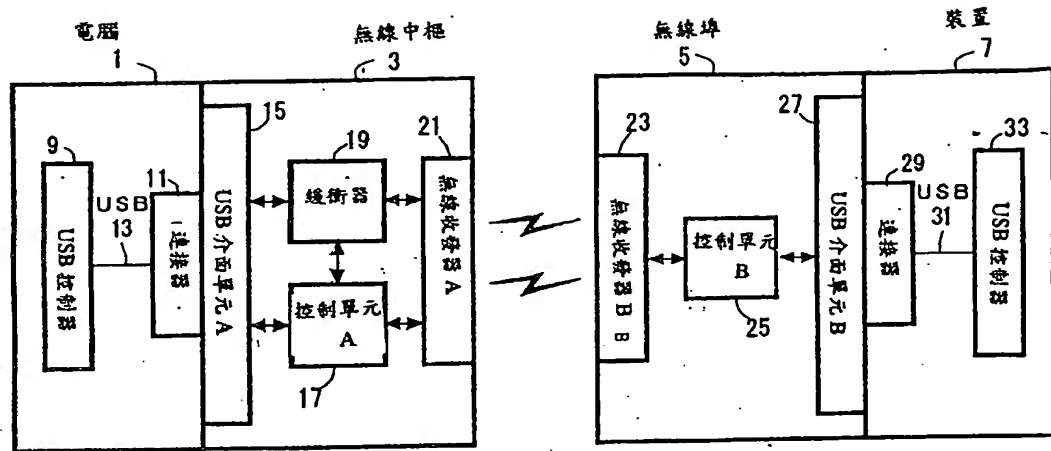 電腦
1
無線中樞
3
無線埠
5
裝置
7
9
USB 控制器
USB
13
11
連接器
15
USB 介面單元 A
19
緩衝器
控制單元
A
17
21
無線收發器 A
23
無線收發器 B B
控制單元
B
25
27
USB 介面單元 B
29
連接器
USB
31
33
USB 控制器